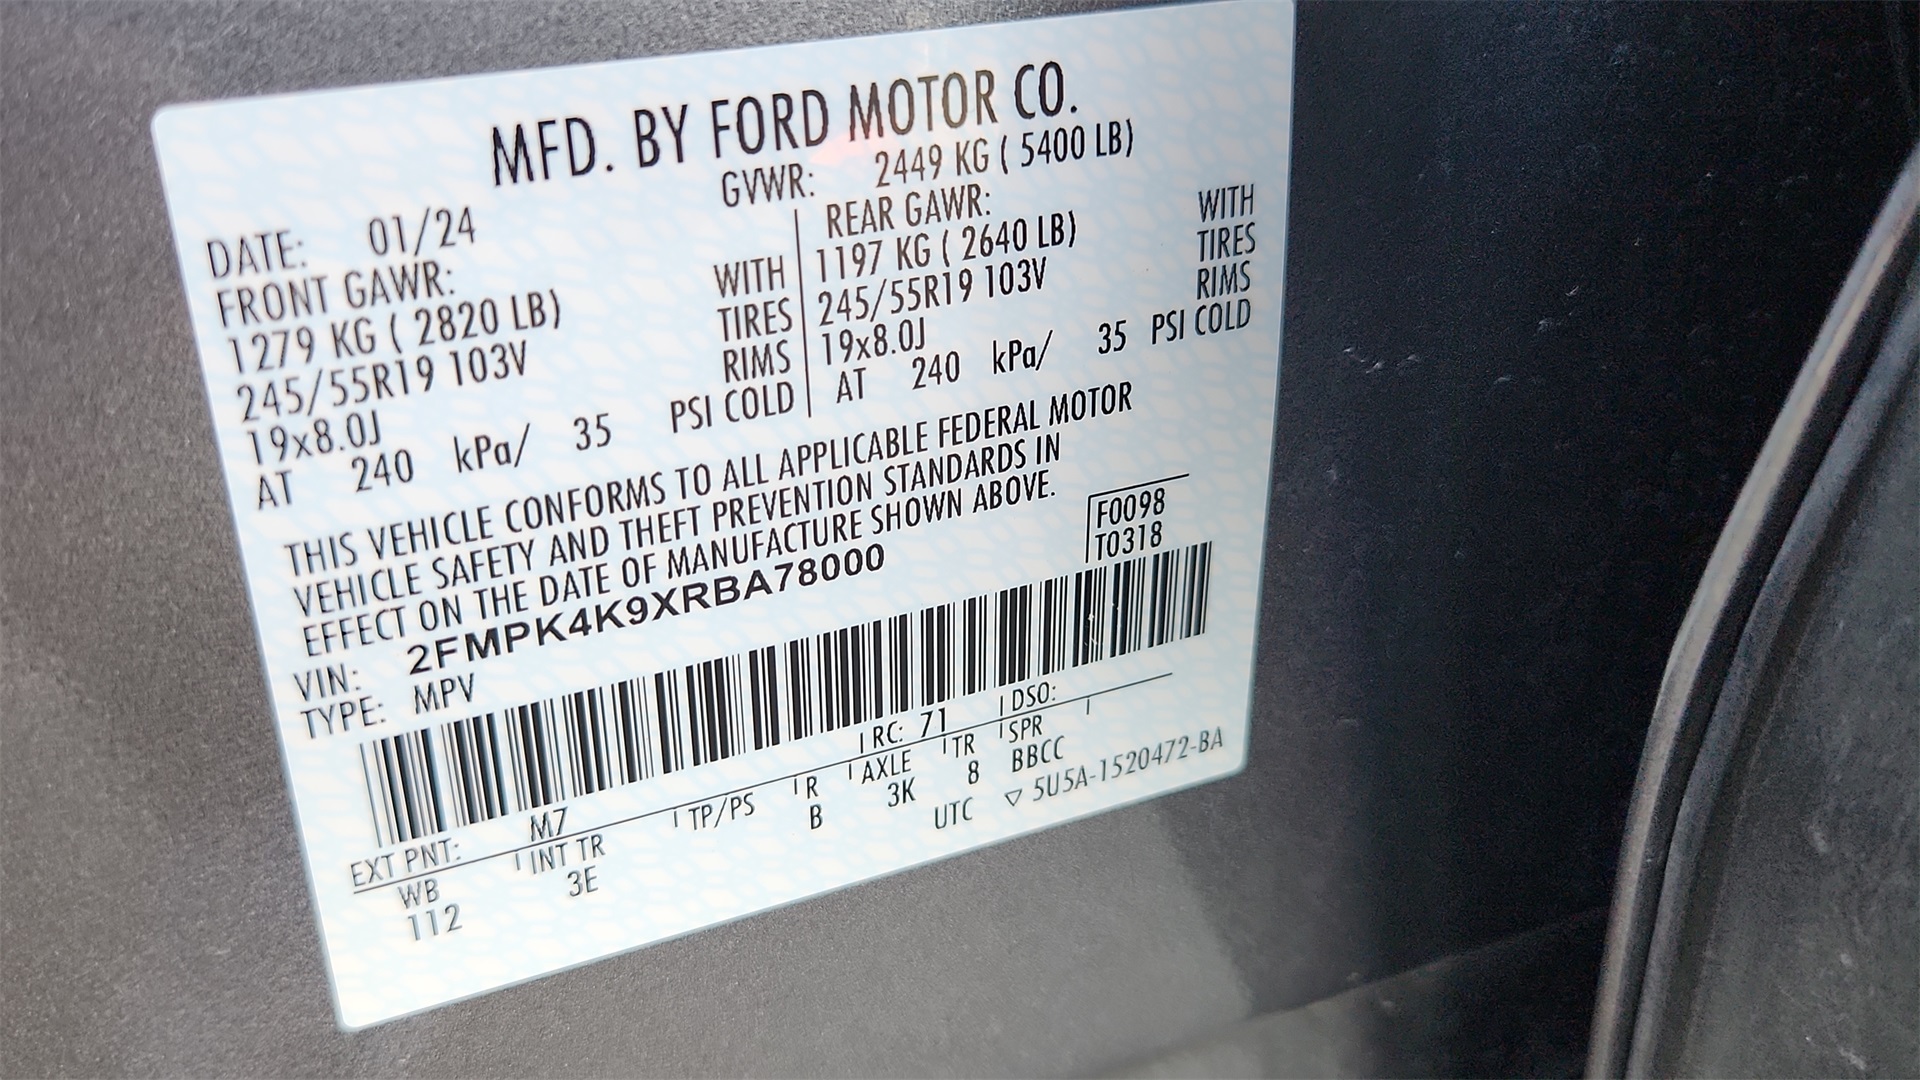 MFD. BY FORD MOTOR CO.
DATE: 01/24 GVWR: 2449 KG ( 5400 LB)
FRONT GAWR: REAR GAWR:
1279 KG ( 2820 LB) WITH 1197 KG ( 2640 LB) WITH
245/55R19 103V TIRES 245/55R19 103V TIRES
19x8.0J RIMS 19x8.0J RIMS
AT 240 kPa/ 35 PSI COLD AT 240 kPa/ 35 PSI COLD
THIS VEHICLE CONFORMS TO ALL APPLICABLE FEDERAL MOTOR
VEHICLE SAFETY AND THEFT PREVENTION STANDARDS IN
EFFECT ON THE DATE OF MANUFACTURE SHOWN ABOVE.
F0098
T0318
VIN: 2FMPK4K9XRBA78000
TYPE: MPV
EXT PNT: M7 RC: 71 DSO:
WB INT TR TP/PS R AXLE TR SPR
112 3E B 3K 8 BBCC
UTC ▽ 5U5A-1520472-BA